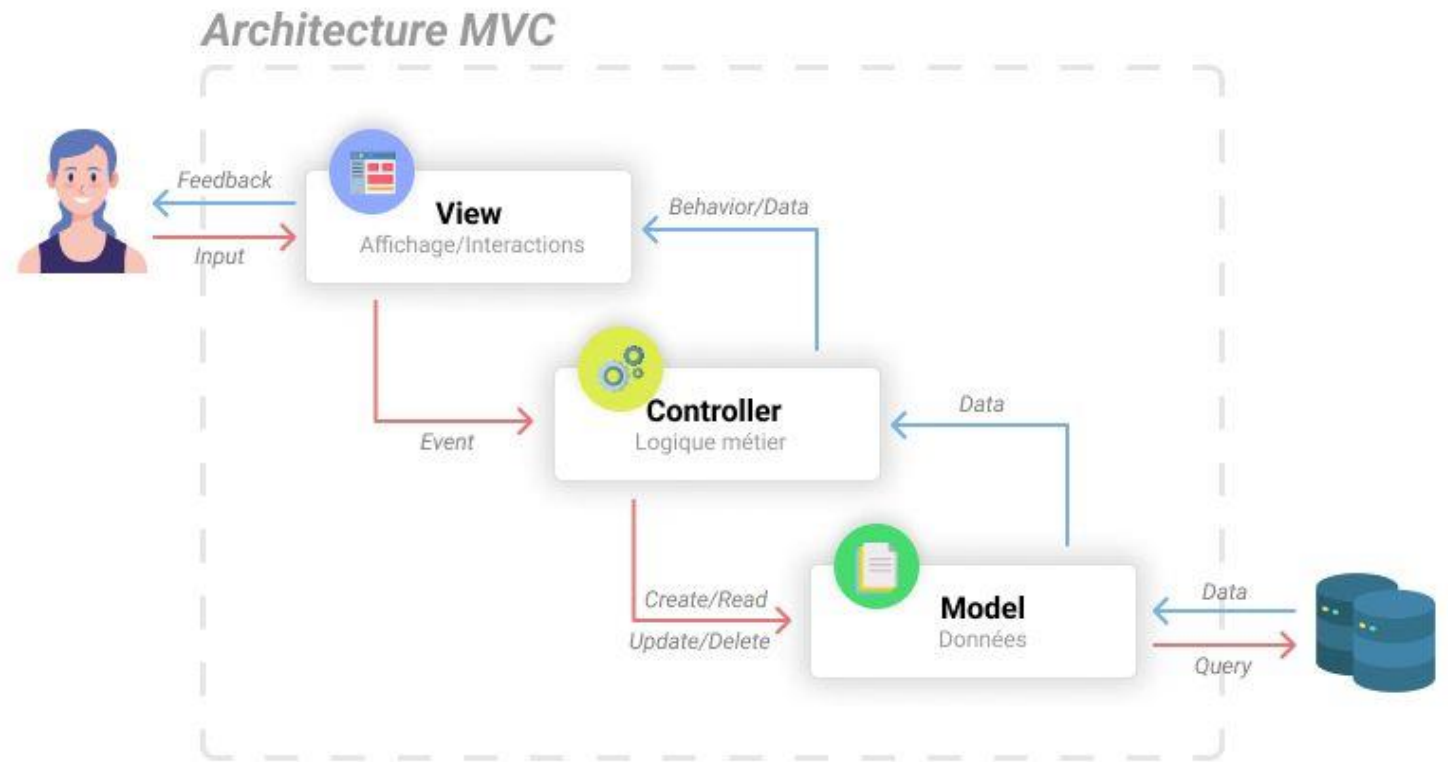 Architecture MVC
Feedback
Input
View
Affichage/Interactions
Behavior/Data
Event
Controller
Logique métier
Data
Create/Read
Update/Delete
Model
Données
Data
Query